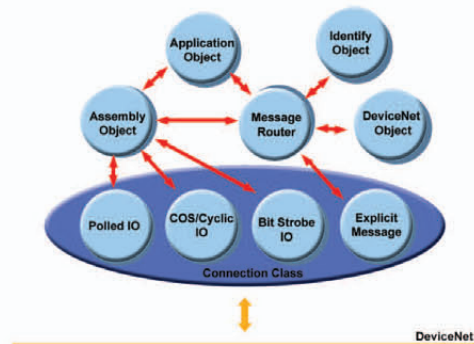 Application
Object
Identify
Object
Assembly
Object
Message
Router
DeviceNet
Object
Polled IO
COS/Cyclic
IO
Bit Strobe
IO
Explicit
Message
Connection Class
DeviceNet